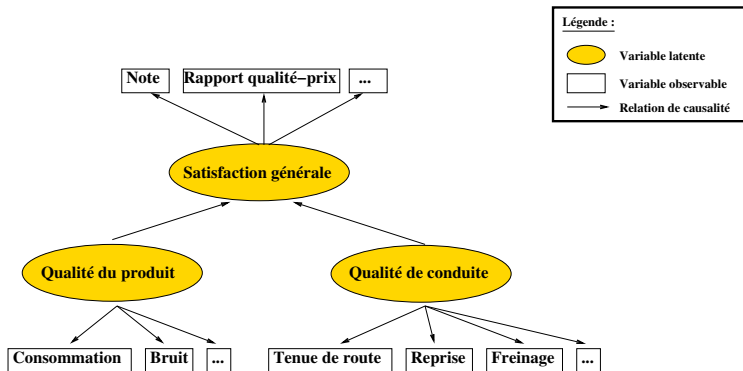 Légende :
Variable latente
Variable observable
Relation de causalité
Note
Rapport qualité−prix
...
Satisfaction générale
Qualité du produit
Qualité de conduite
Consommation
Bruit
...
Tenue de route
Reprise
Freinage
...